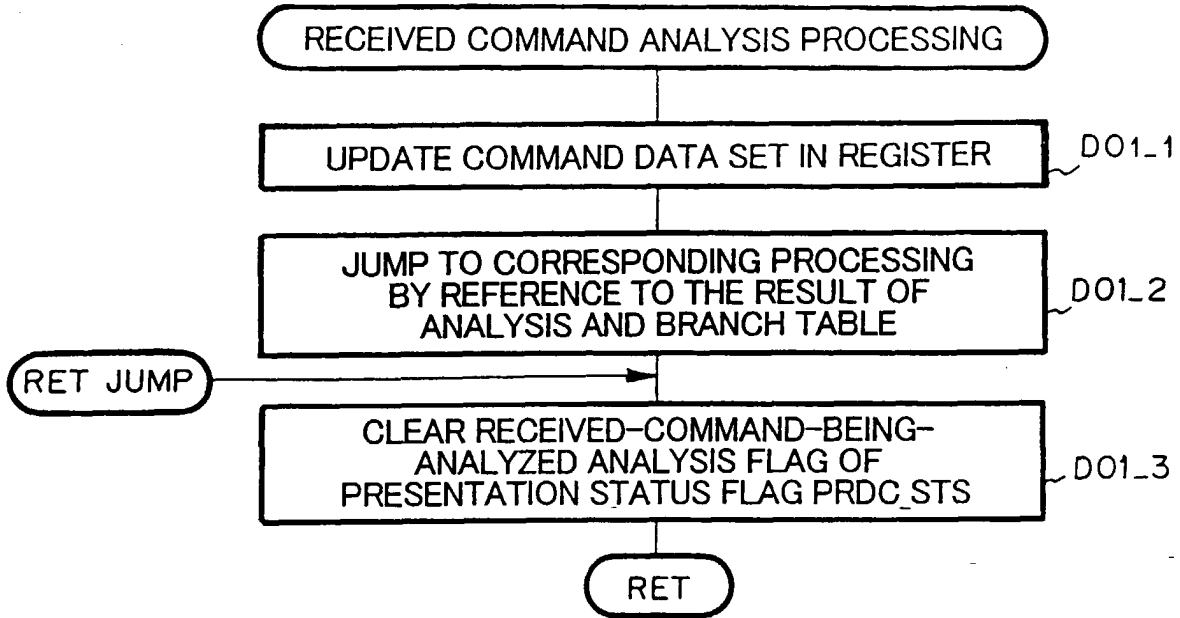 RECEIVED COMMAND ANALYSIS PROCESSING
UPDATE COMMAND DATA SET IN REGISTER
D01_1
JUMP TO CORRESPONDING PROCESSING
BY REFERENCE TO THE RESULT OF
ANALYSIS AND BRANCH TABLE
D01_2
RET JUMP
CLEAR RECEIVED-COMMAND-BEING-
ANALYZED ANALYSIS FLAG OF
PRESENTATION STATUS FLAG PRDC_STS
D01_3
RET